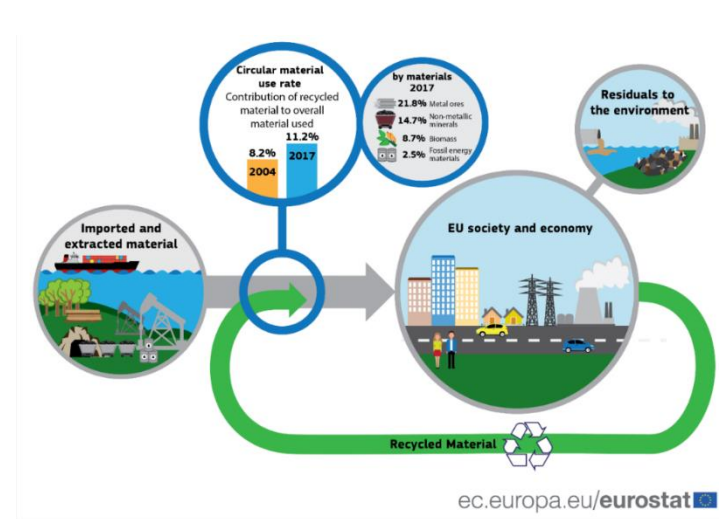 Circular material
use rate
Contribution of recycled
material to overall
material used
11.2%
8.2%
2017
2004
by materials
2017
21.8% Metal ores
14.7% Non-metallic
minerals
8.7% Biomass
2.5% Fossil energy
materials
Residuals to
the environment
Imported and
extracted material
EU society and economy
Recycled Material
ec.europa.eu/eurostat